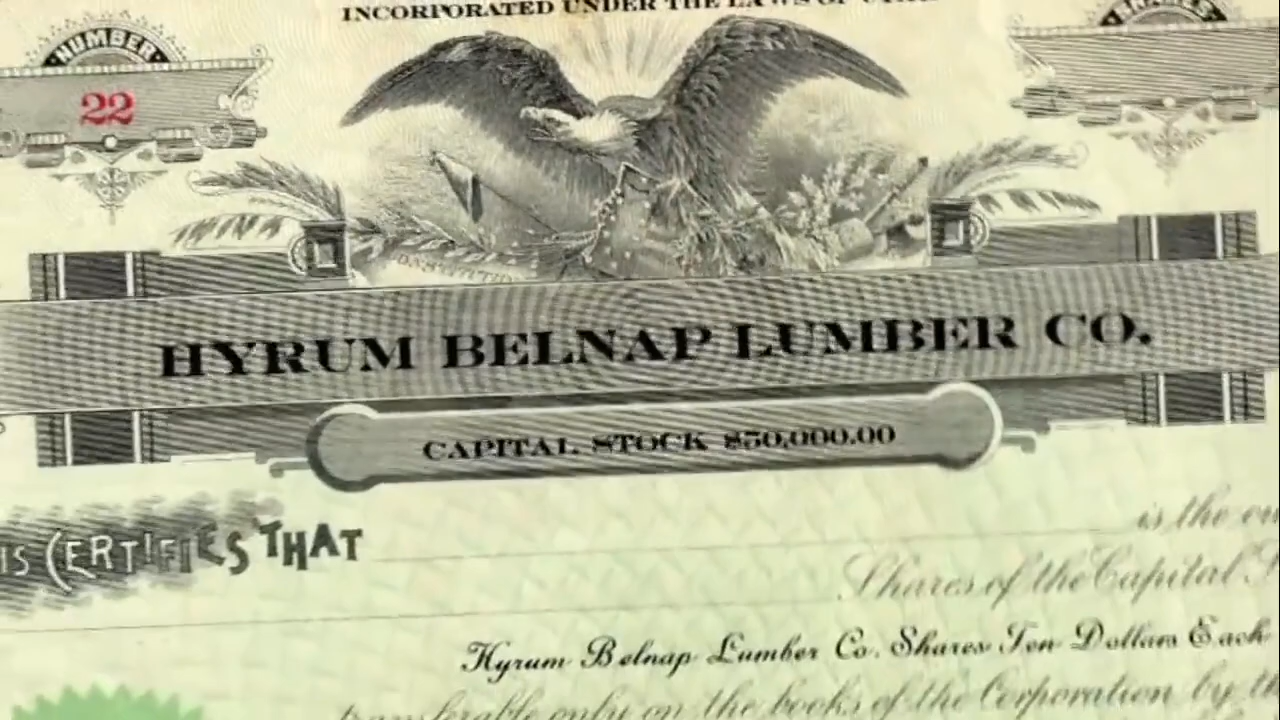 INCORPORATED UNDER THE LAWS OF
NUMBER
SHARES
22
HYRUM BELNAP LUMBER CO.
CAPITAL STOCK $50,000.00
IS CERTIFIES THAT
is the
Shares of the Capital
Hyrum Belnap Lumber Co. Shares Ten Dollars Each
transferable only on the books of the Corporation by